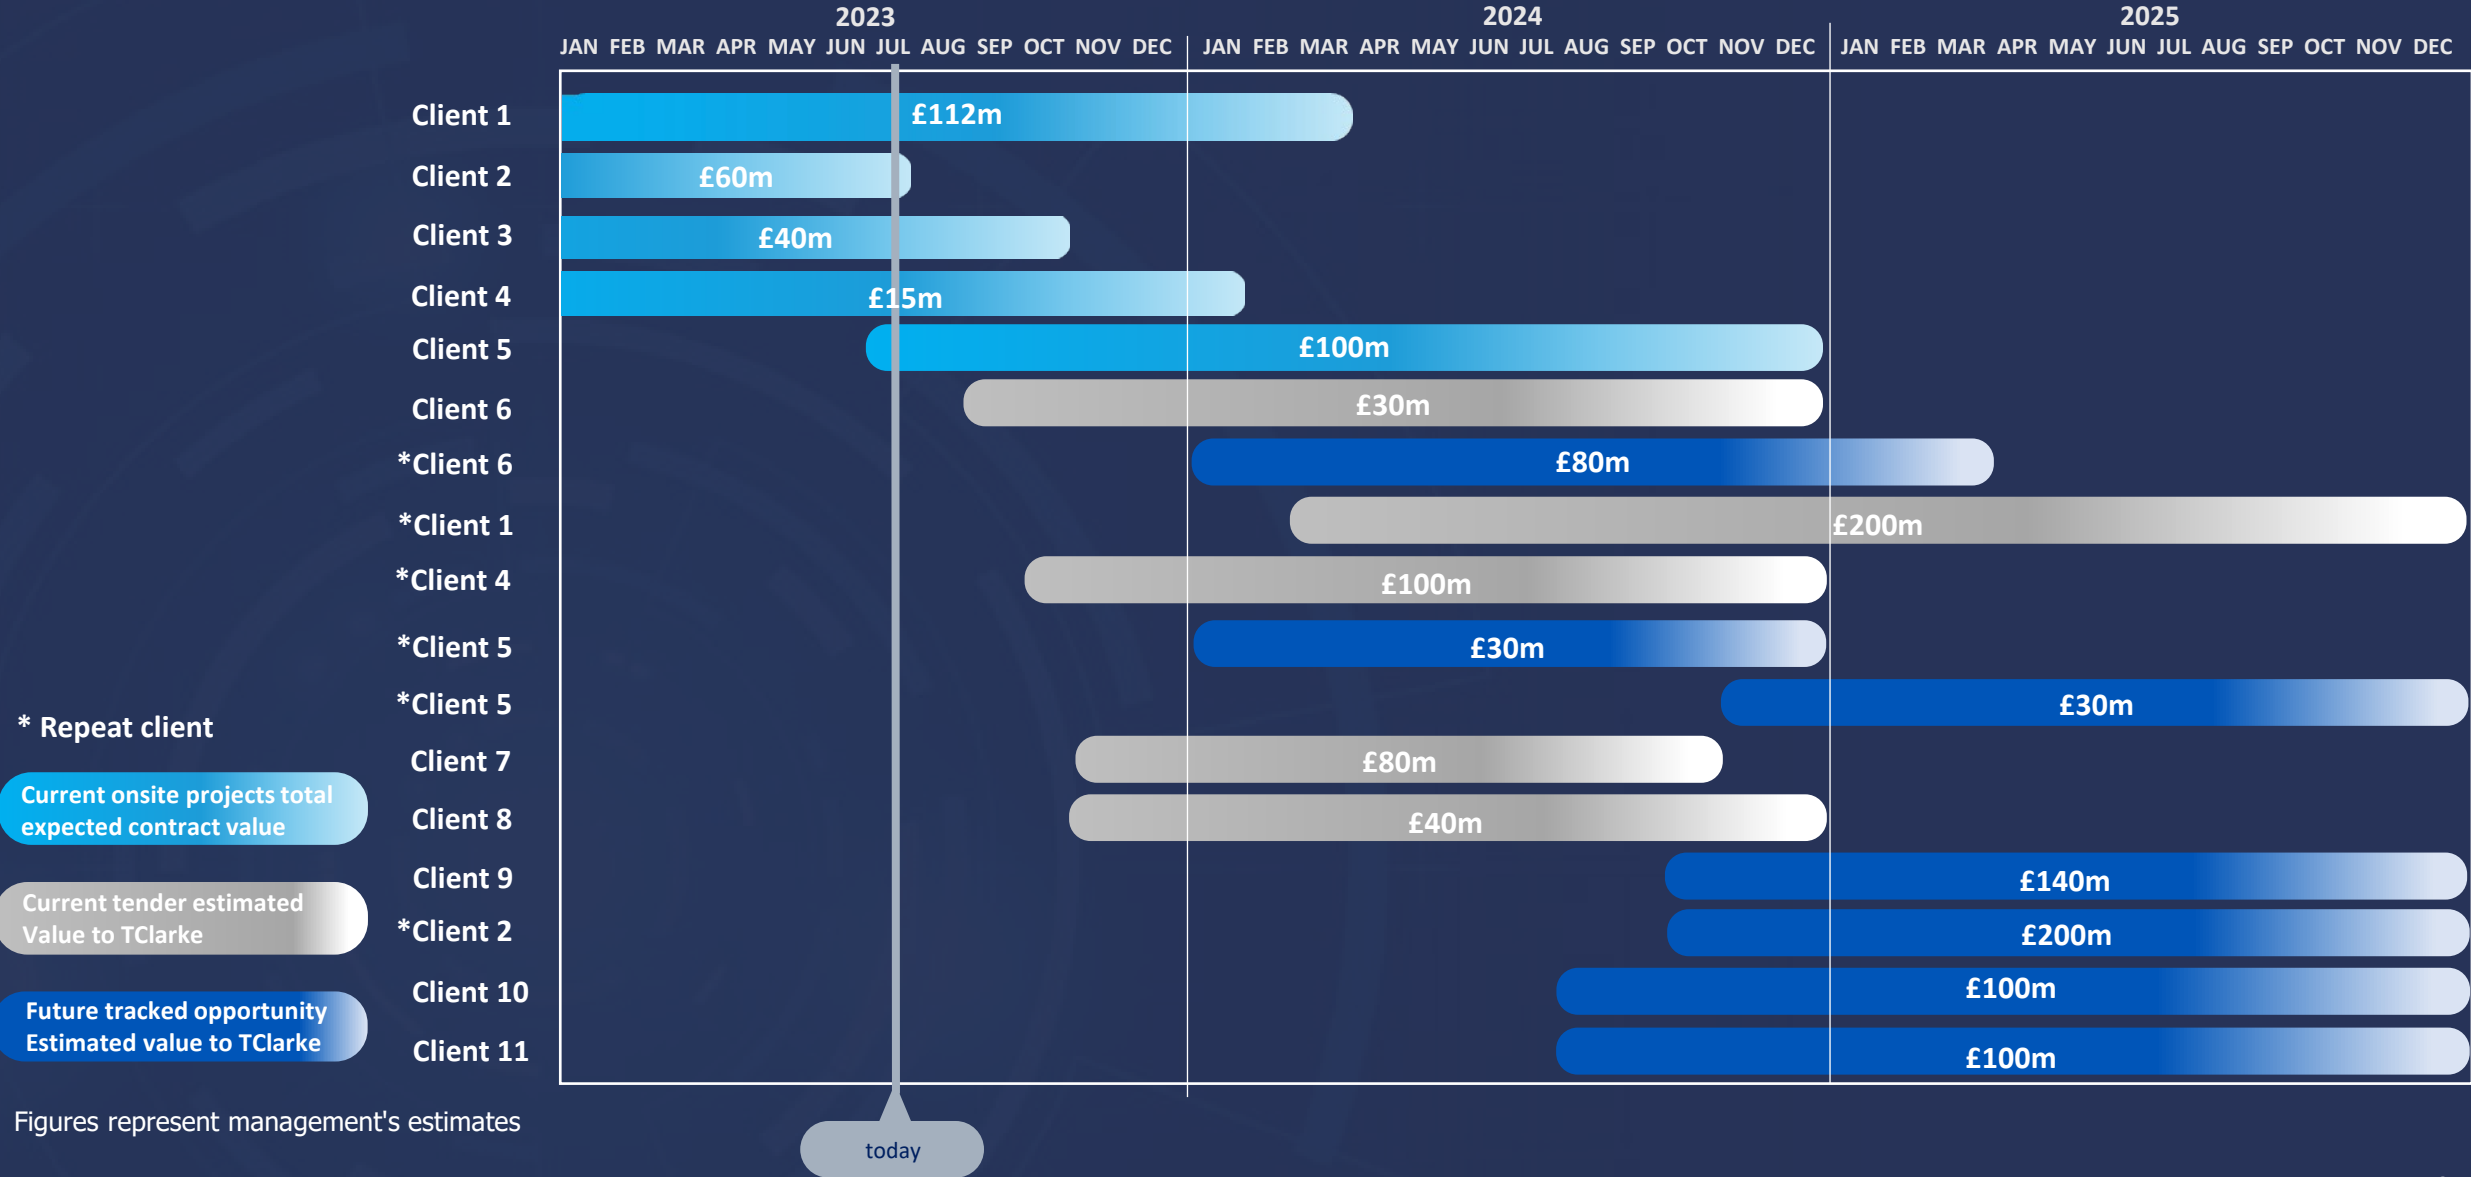 2023 2024 2025
JAN FEB MAR APR MAY JUN JUL AUG SEP OCT NOV DEC JAN FEB MAR APR MAY JUN JUL AUG SEP OCT NOV DEC JAN FEB MAR APR MAY JUN JUL AUG SEP OCT NOV DEC
Client 1 £112m
Client 2 £60m
Client 3 £40m
Client 4 £15m
Client 5 £100m
Client 6 £30m
*Client 6 £80m
*Client 1 £200m
*Client 4 £100m
*Client 5 £30m
*Client 5 £30m
Client 7 £80m
Client 8 £40m
Client 9 £140m
*Client 2 £200m
Client 10 £100m
Client 11 £100m
* Repeat client
Current onsite projects total
expected contract value
Current tender estimated
Value to TClarke
Future tracked opportunity
Estimated value to TClarke
Figures represent management's estimates
today